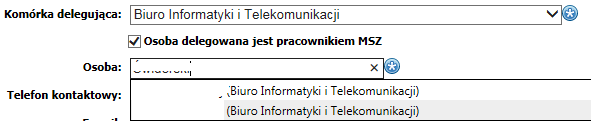 Komórka delegująca: Biuro Informatyki i Telekomunikacji
Osoba delegowana jest pracownikiem MSZ
Osoba:
Telefon kontaktowy: (Biuro Informatyki i Telekomunikacji)
(Biuro Informatyki i Telekomunikacji)